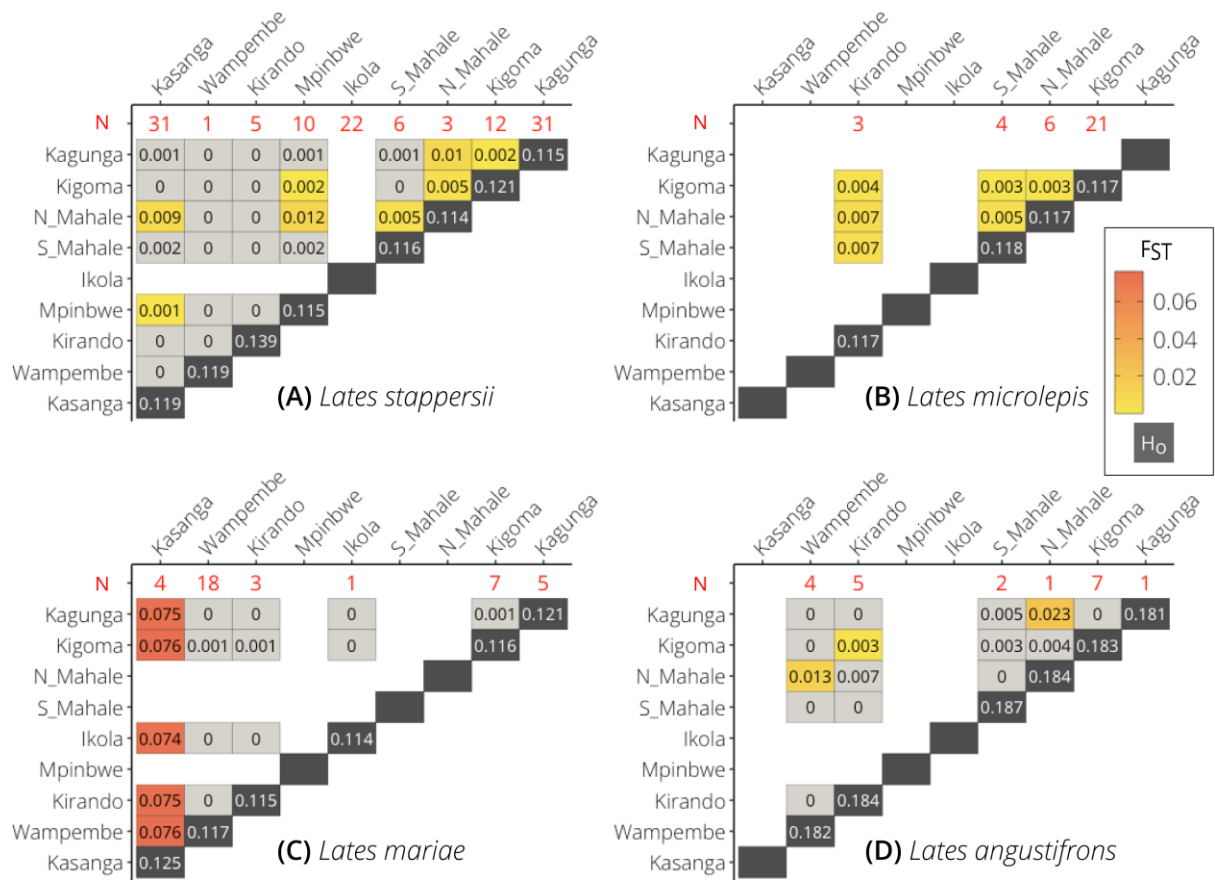 Kasanga Wampembe Kirando Mpinbwe Ikola S_Mahale N_Mahale Kigoma Kagunga
N 31 1 5 10 22 6 3 12 31
Kagunga 0.001 0 0 0.001 0.001 0.01 0.002 0.115
Kigoma 0 0 0 0.002 0 0.005 0.121
N_Mahale 0.009 0 0 0.012 0.005 0.114
S_Mahale 0.002 0 0 0.002 0.116
Ikola
Mpinbwe 0.001 0 0 0.115
Kirando 0 0 0.139
Wampembe 0 0.119
Kasanga 0.119
(A) Lates stappersii
Kasanga Wampembe Kirando Mpinbwe Ikola S_Mahale N_Mahale Kigoma Kagunga
N 3 4 6 21
Kagunga
Kigoma 0.004 0.003 0.003 0.117
N_Mahale 0.007 0.005 0.117
S_Mahale 0.007 0.118
Ikola
Mpinbwe
Kirando 0.117
Wampembe
Kasanga
(B) Lates microlepis
FST
0.06
0.04
0.02
HO
Kasanga Wampembe Kirando Mpinbwe Ikola S_Mahale N_Mahale Kigoma Kagunga
N 4 18 3 1 7 5
Kagunga 0.075 0 0 0 0.001 0.121
Kigoma 0.076 0.001 0.001 0 0.116
N_Mahale
S_Mahale
Ikola 0.074 0 0 0.114
Mpinbwe
Kirando 0.075 0 0.115
Wampembe 0.076 0.117
Kasanga 0.125
(C) Lates mariae
Kasanga Wampembe Kirando Mpinbwe Ikola S_Mahale N_Mahale Kigoma Kagunga
N 4 5 2 1 7 1
Kagunga 0 0 0.005 0.023 0 0.181
Kigoma 0 0.003 0.003 0.004 0.183
N_Mahale 0.013 0.007 0 0.184
S_Mahale 0 0 0.187
Ikola
Mpinbwe
Kirando 0 0.184
Wampembe 0.182
Kasanga
(D) Lates angustifrons